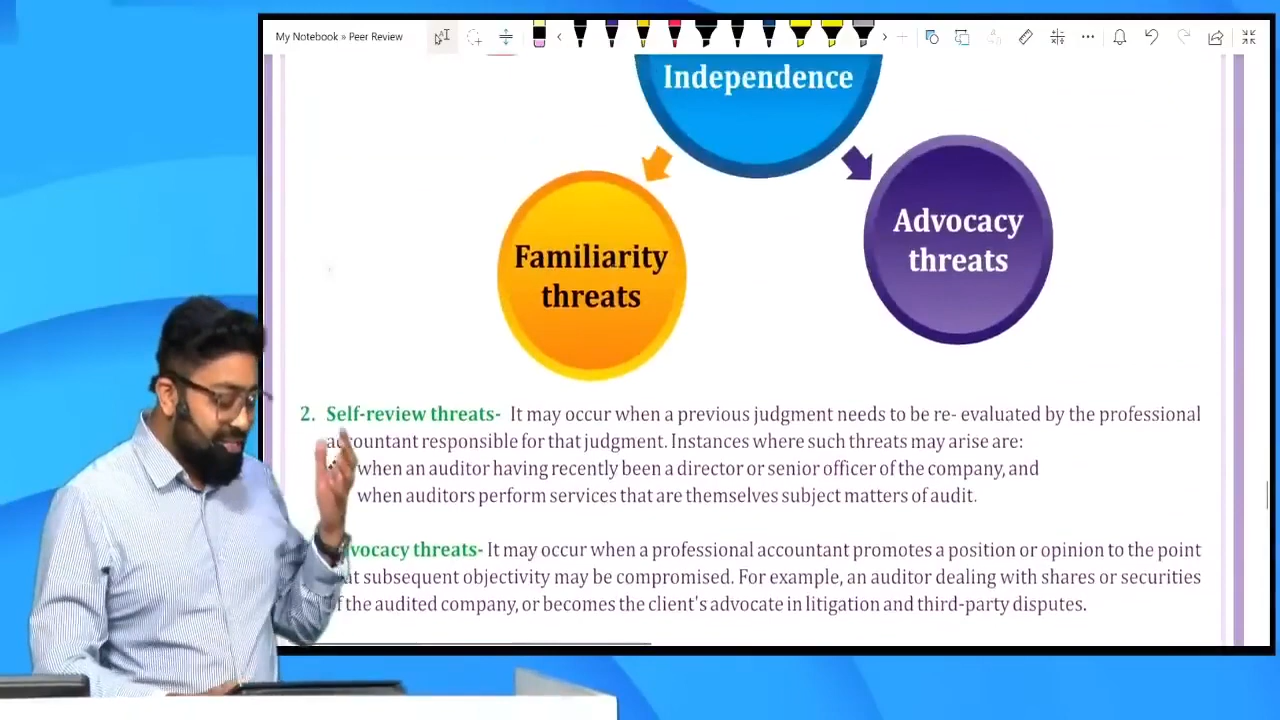 My Notebook » Peer Review
Independence
Familiarity
threats
Advocacy
threats
2. Self-review threats- It may occur when a previous judgment needs to be re- evaluated by the professional
accountant responsible for that judgment. Instances where such threats may arise are:
when an auditor having recently been a director or senior officer of the company, and
when auditors perform services that are themselves subject matters of audit.
vocacy threats- It may occur when a professional accountant promotes a position or opinion to the point
at subsequent objectivity may be compromised. For example, an auditor dealing with shares or securities
f the audited company, or becomes the client's advocate in litigation and third-party disputes.